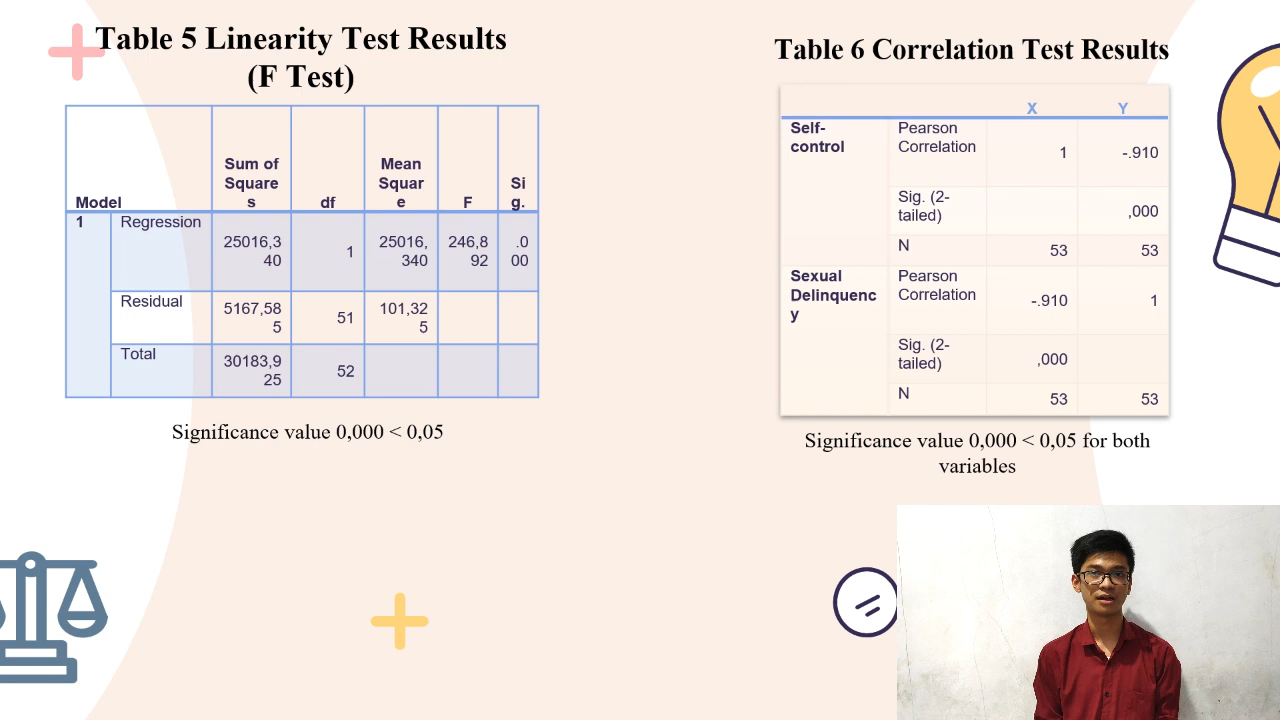 Table 5 Linearity Test Results
(F Test)
Sum of
Square
s
Mean
Squar
e
Si
g.
Model
df
F
1
Regression
25016,3
40
1
25016,
340
246,8
92
.0
00
Residual
5167,58
5
51
101,32
5
Total
30183,9
25
52
Significance value 0,000 < 0,05
Table 6 Correlation Test Results
X Y
Self-
control
Pearson
Correlation
1
-.910
Sig. (2-
tailed)
,000
N
53
53
Sexual
Delinquenc
y
Pearson
Correlation
-.910
1
Sig. (2-
tailed)
,000
N
53
53
Significance value 0,000 < 0,05 for both
variables